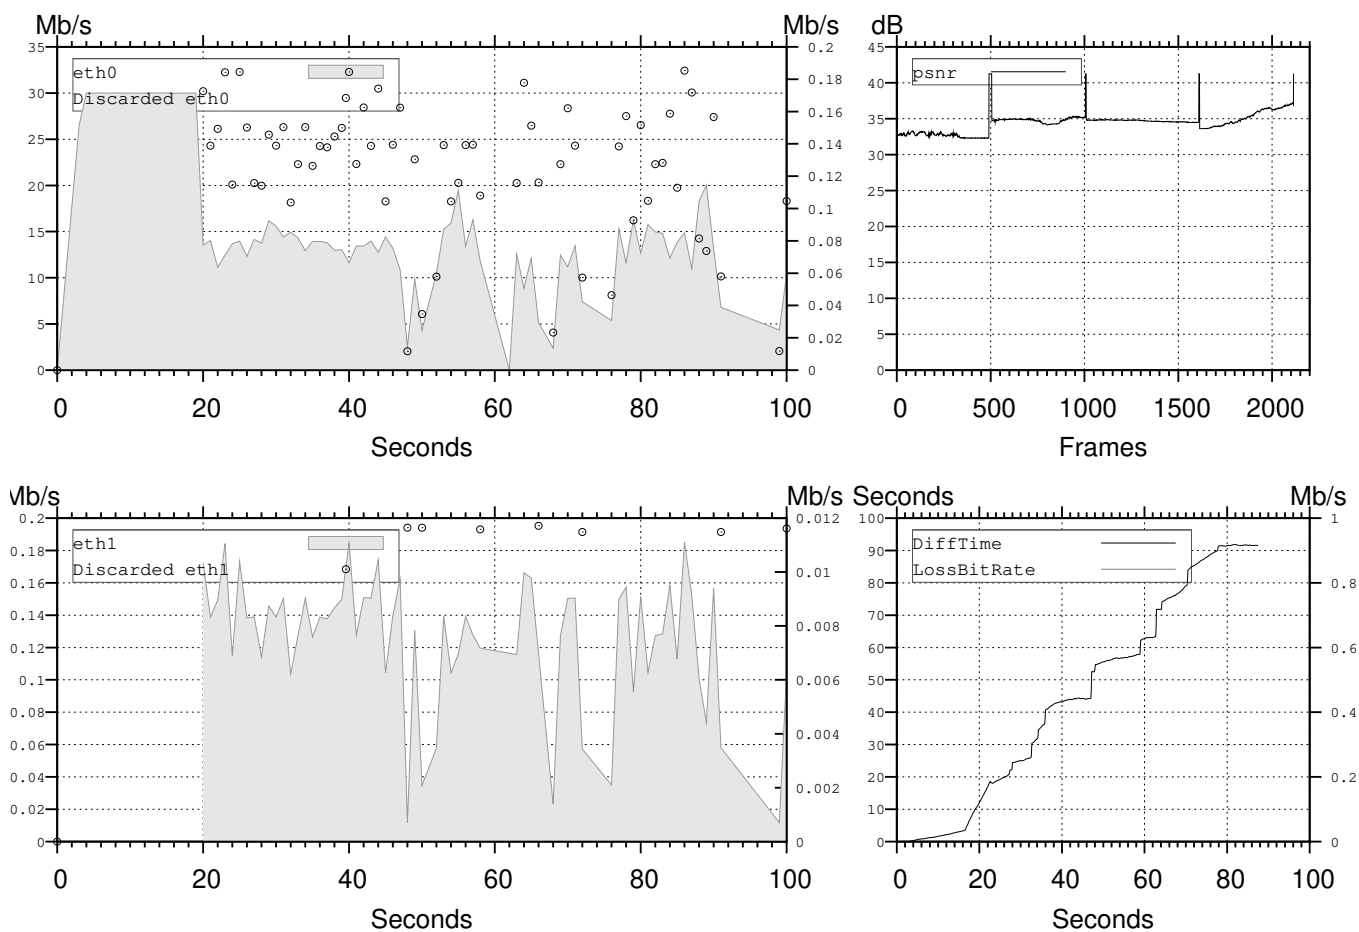 Mb/s Mb/s
35 0.2
30 0.18
25 0.16
20 0.14
15 0.12
10 0.1
5 0.08
0 0.06
0.04
0.02
0
eth0
Discarded eth0
0 20 40 60 80 100
Seconds
dB
45
40
35
30
25
20
15
10
5
0
psnr
0 500 1000 1500 2000
Frames
Mb/s Mb/s
0.2 0.012
0.18 0.01
0.16 0.008
0.14 0.006
0.12 0.004
0.1 0.002
0.08 0
0.06
0.04
0.02
0
eth1
Discarded eth1
0 20 40 60 80 100
Seconds
Seconds Mb/s
100 1
90 0.8
80 0.6
70 0.4
60 0.2
50 0
40
30
20
10
0
DiffTime
LossBitRate
0 20 40 60 80 100
Seconds